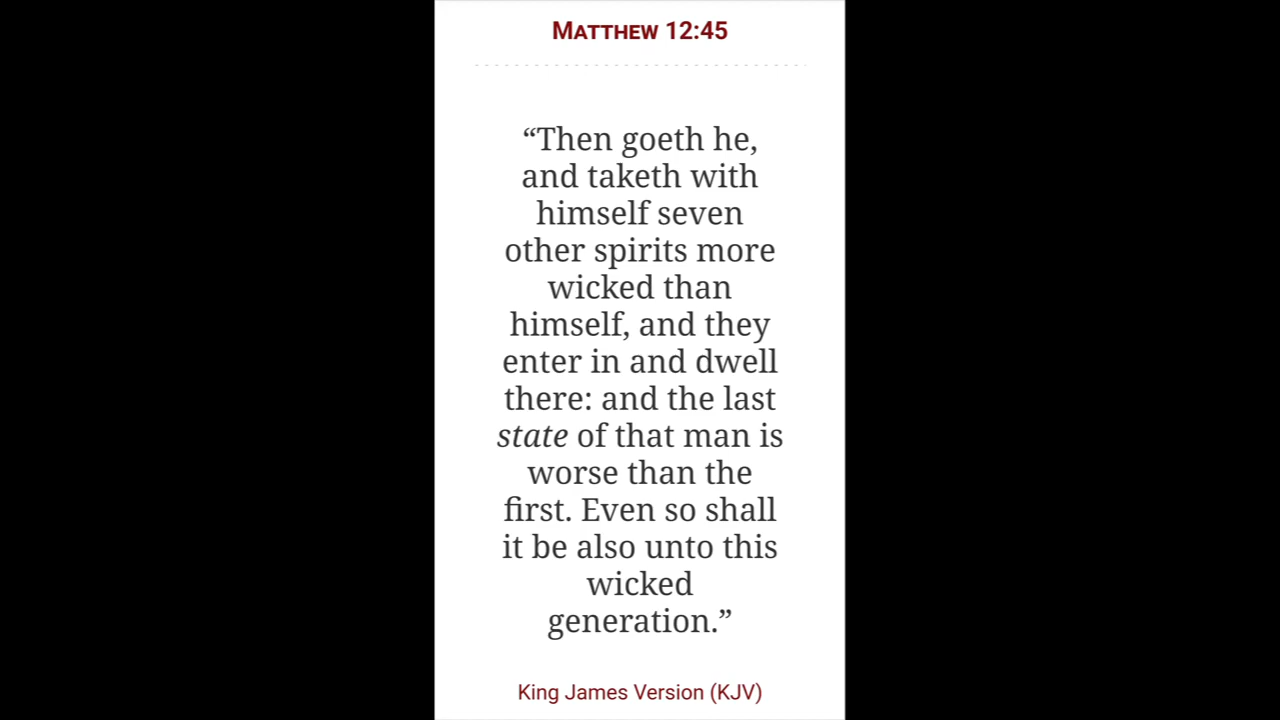 Matthew 12:45
“Then goeth he,
and taketh with
himself seven
other spirits more
wicked than
himself, and they
enter in and dwell
there: and the last
state of that man is
worse than the
first. Even so shall
it be also unto this
wicked
generation.”
King James Version (KJV)